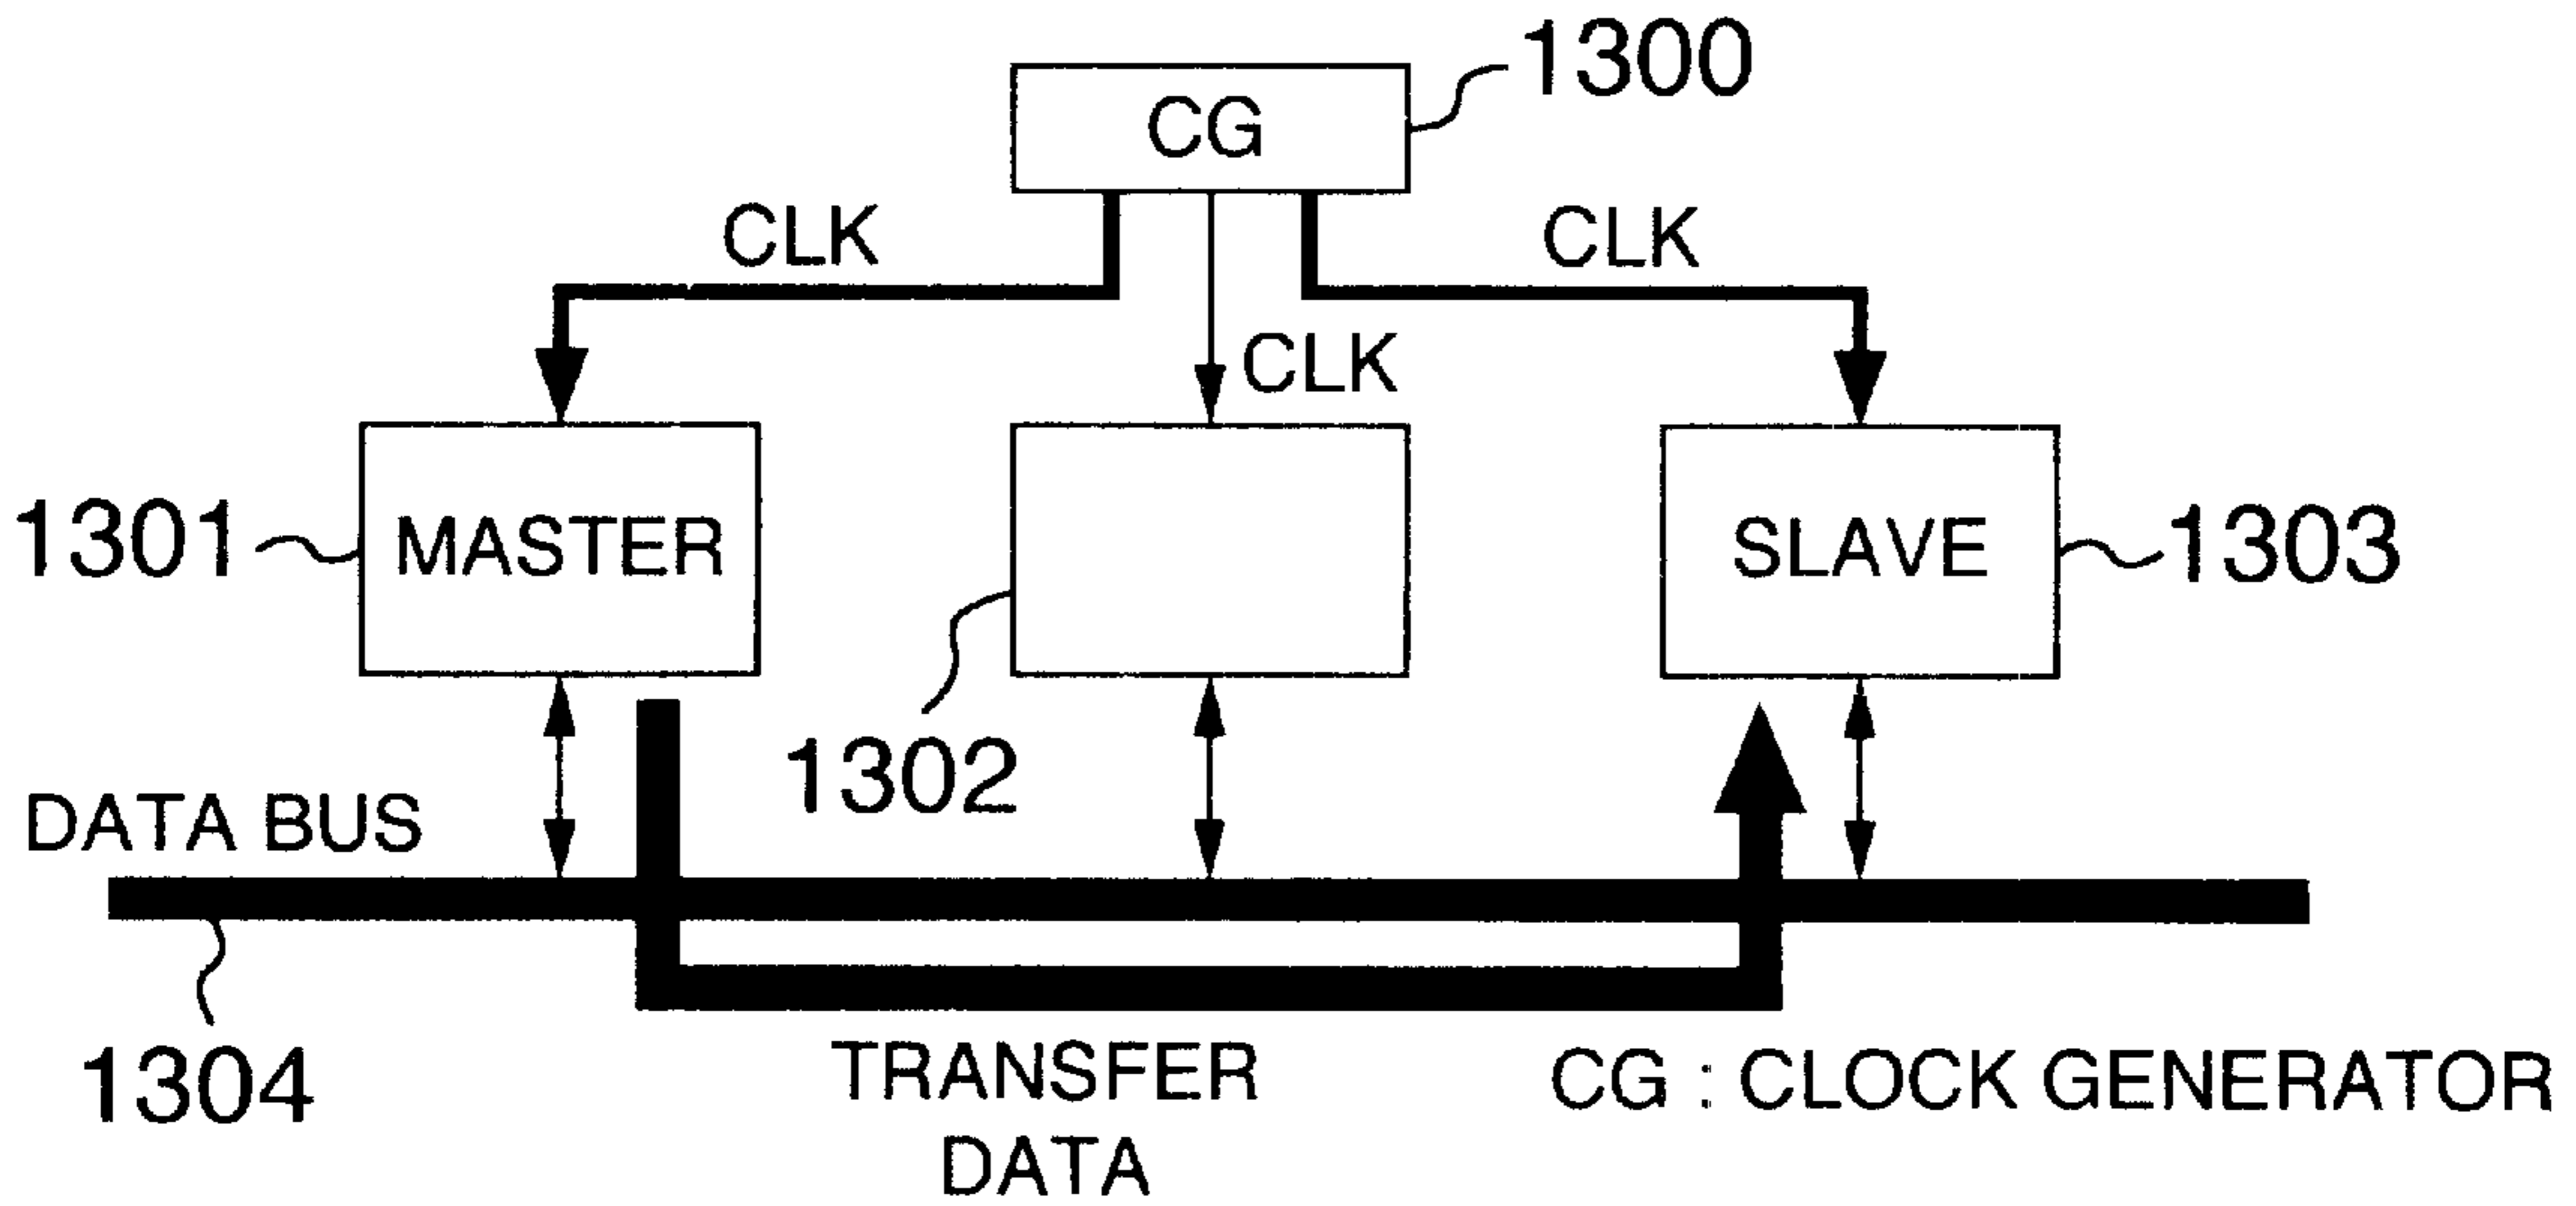 1300
CG
CLK
CLK
CLK
1301
MASTER
SLAVE
1303
1302
DATA BUS
1304
TRANSFER
DATA
CG : CLOCK GENERATOR